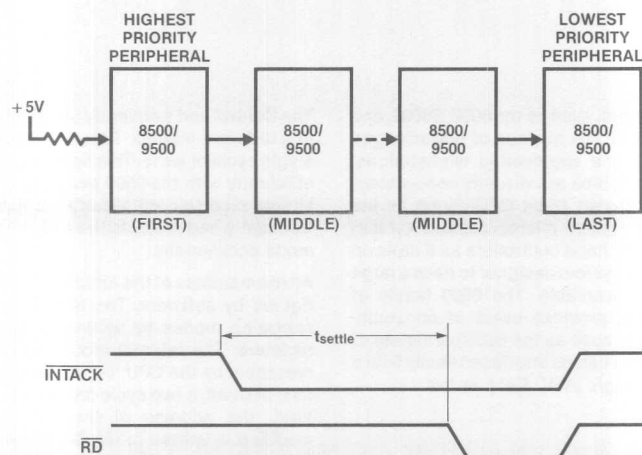 HIGHEST
PRIORITY
PERIPHERAL
LOWEST
PRIORITY
PERIPHERAL
+5V
8500/
9500
8500/
9500
8500/
9500
8500/
9500
(FIRST)
(MIDDLE)
(MIDDLE)
(LAST)
tsettle
INTACK
RD